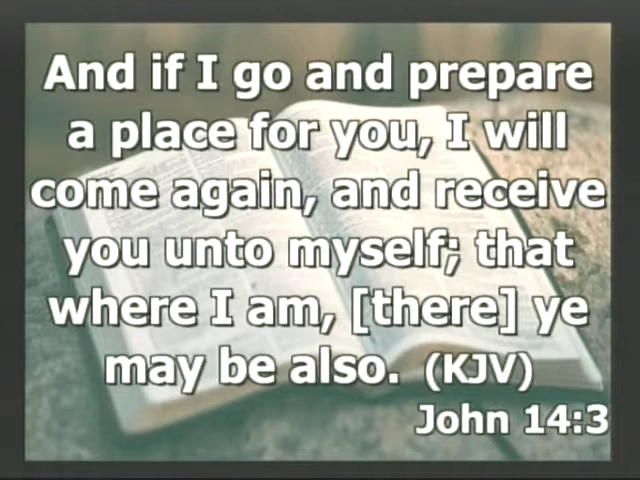 And if I go and prepare
a place for you, I will
come again, and receive
you unto myself; that
where I am, [there] ye
may be also. (KJV)
John 14:3